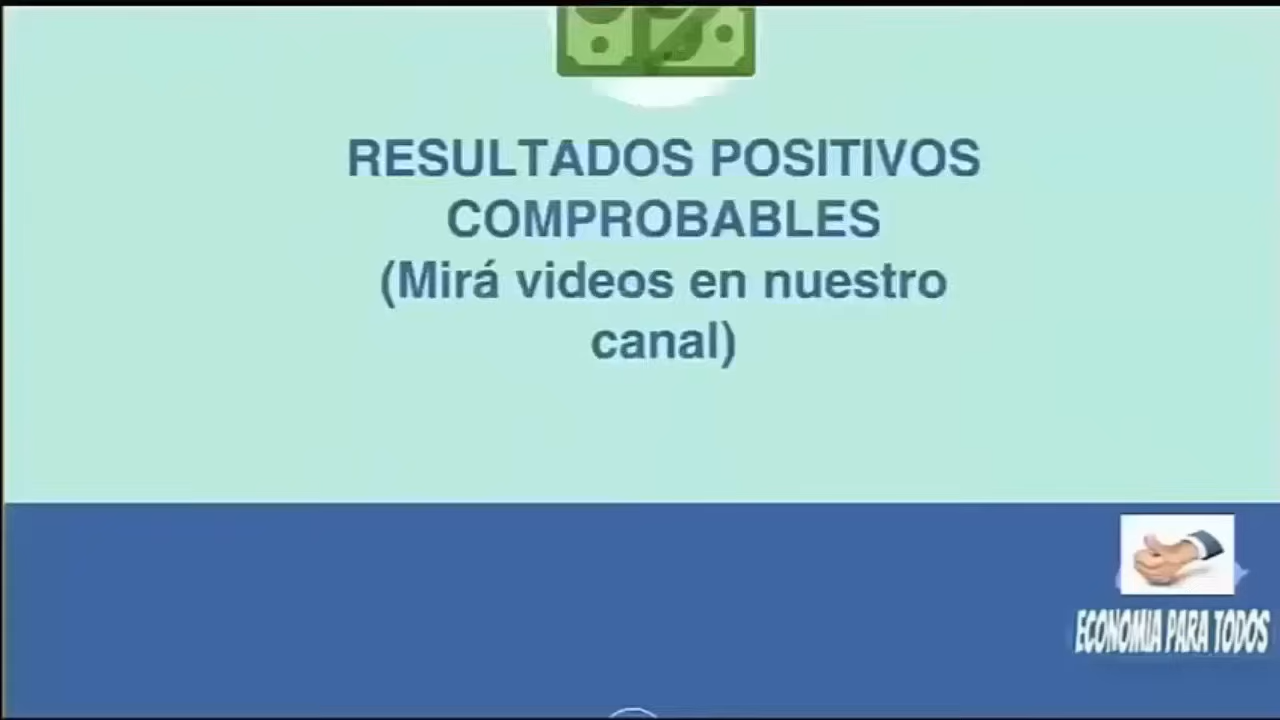 RESULTADOS POSITIVOS
COMPROBABLES
(Mirá videos en nuestro
canal)
ECONOMIA PARA TODOS